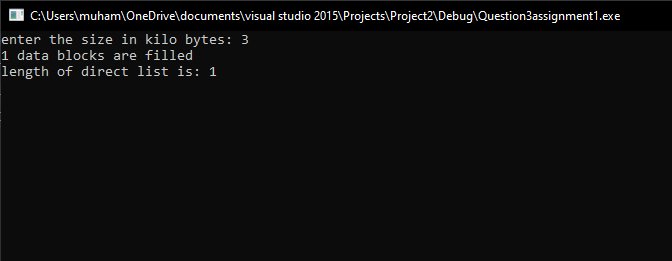 C:\Users\muham\OneDrive\documents\visual studio 2015\Projects\Project2\Debug\Question3assignment1.exe
enter the size in kilo bytes: 3
1 data blocks are filled
length of direct list is: 1